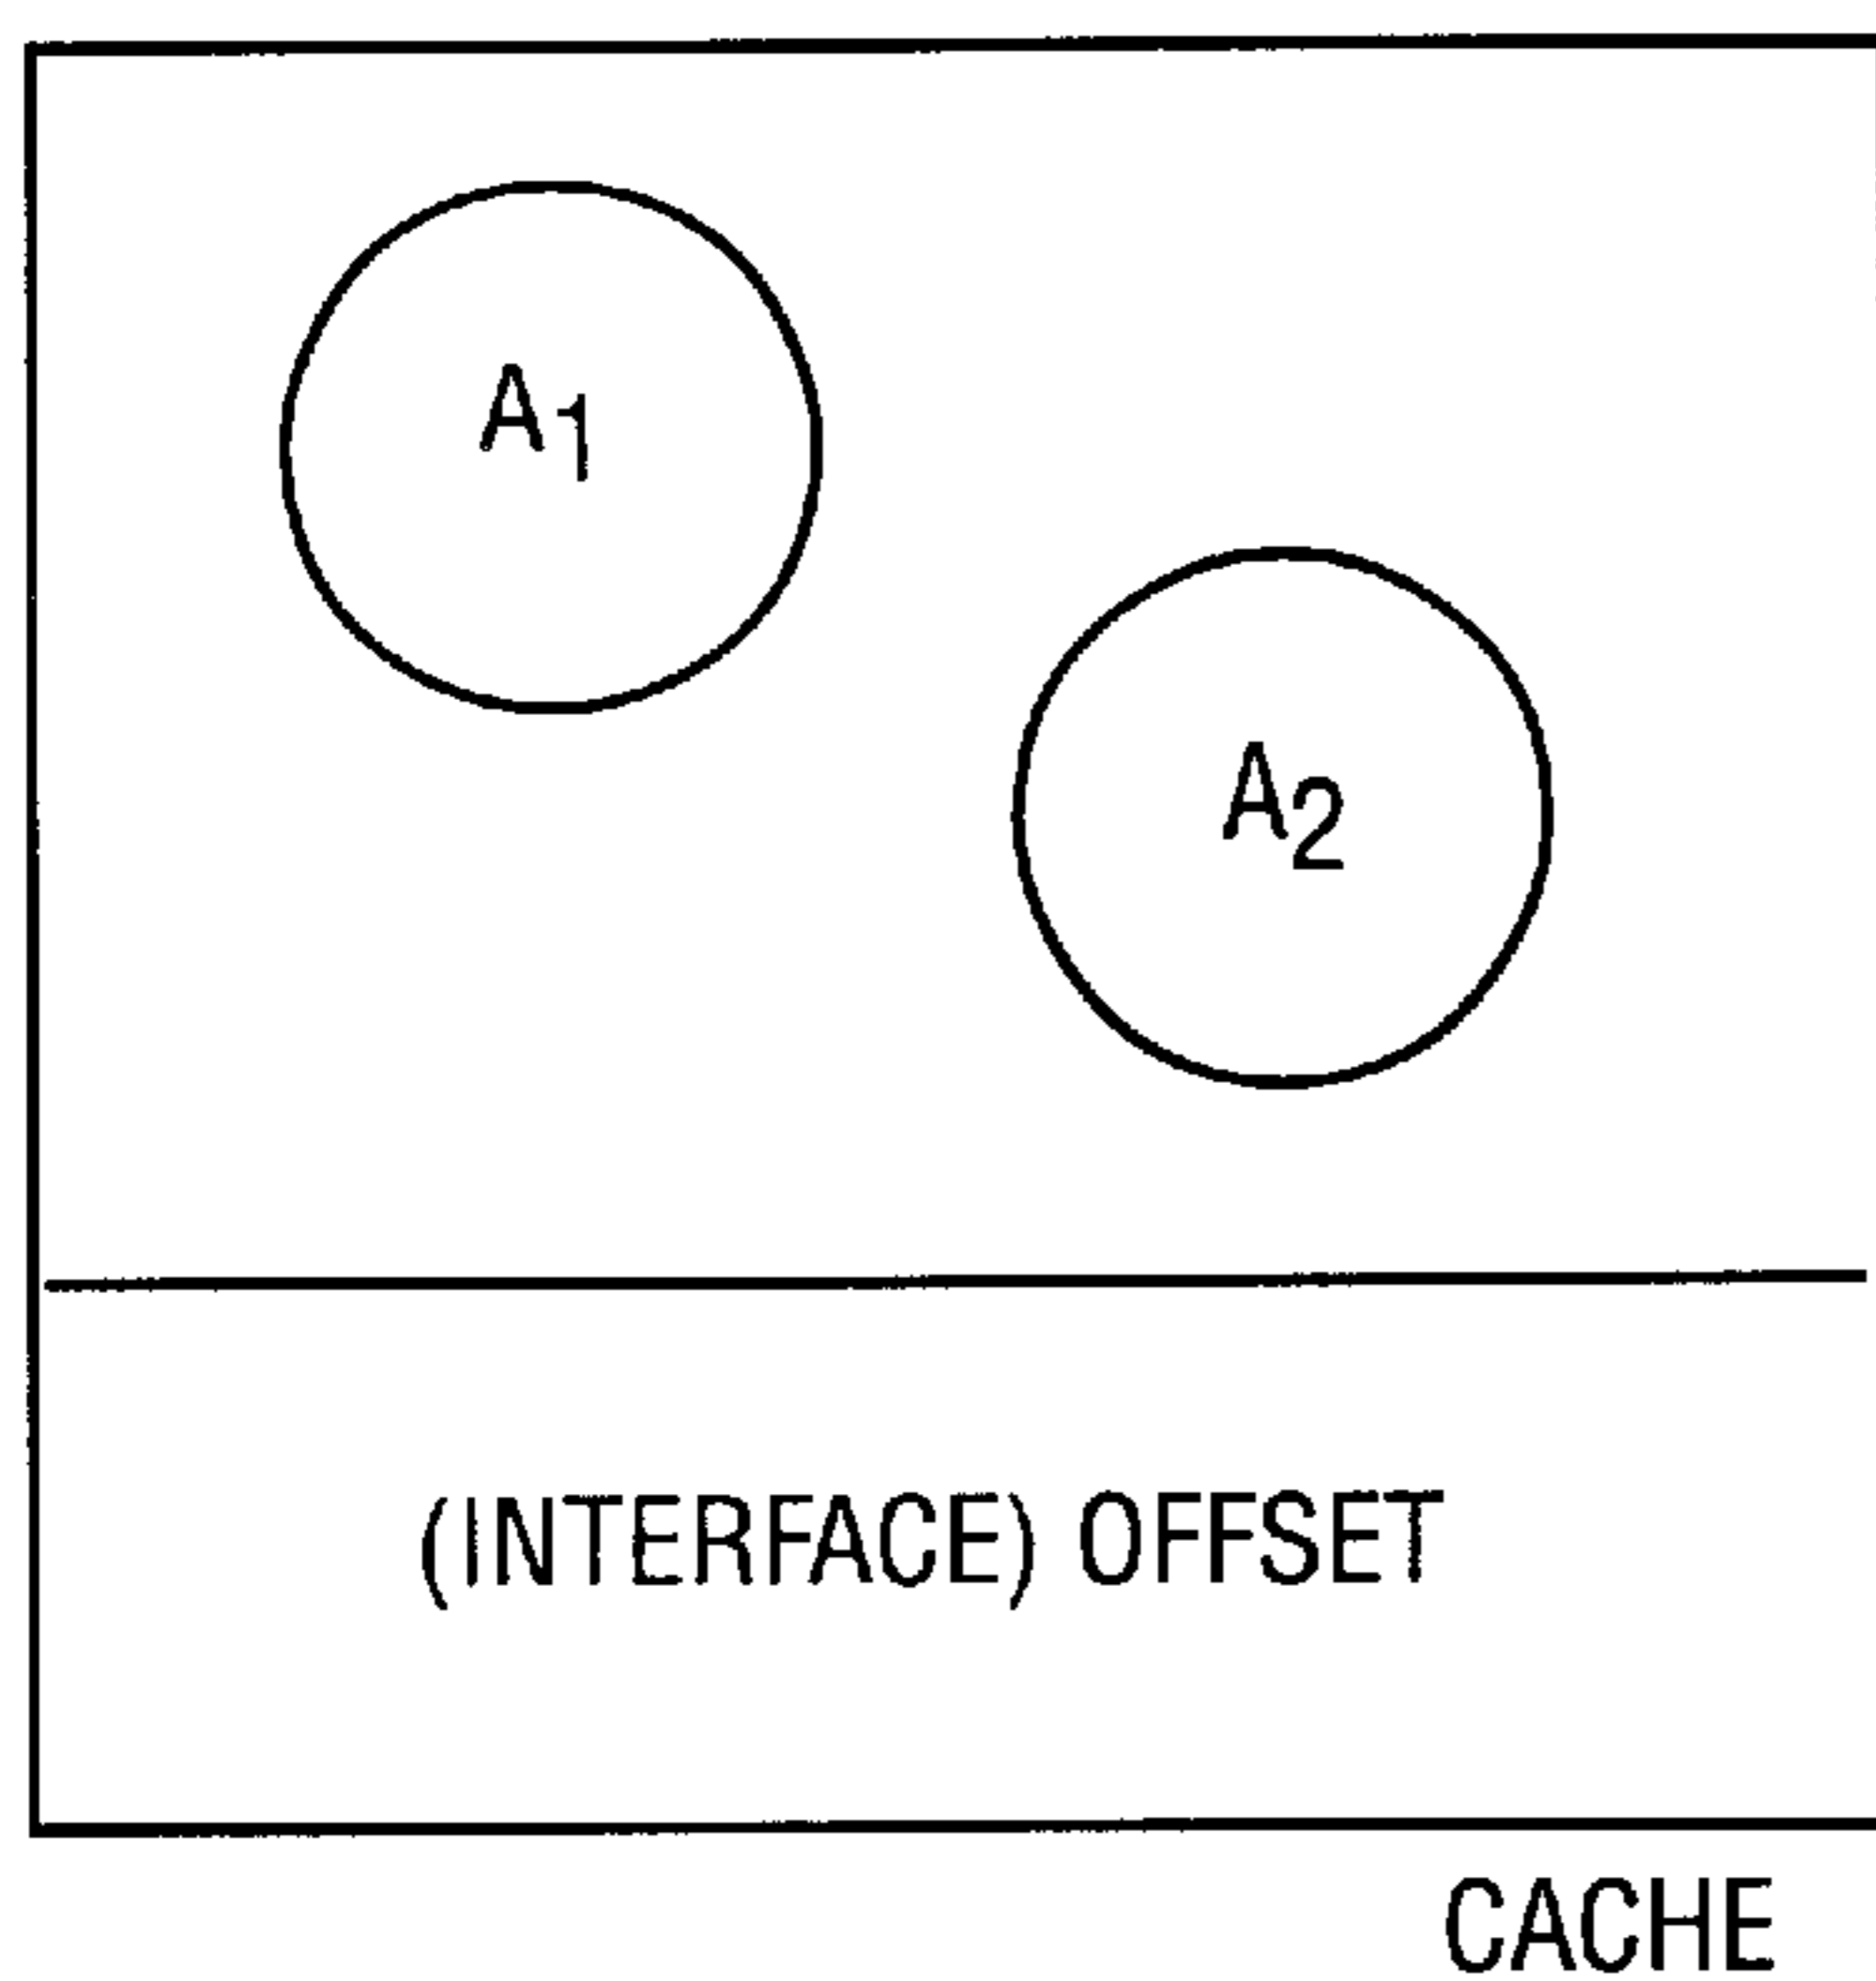 A1
A2
(INTERFACE) OFFSET
CACHE